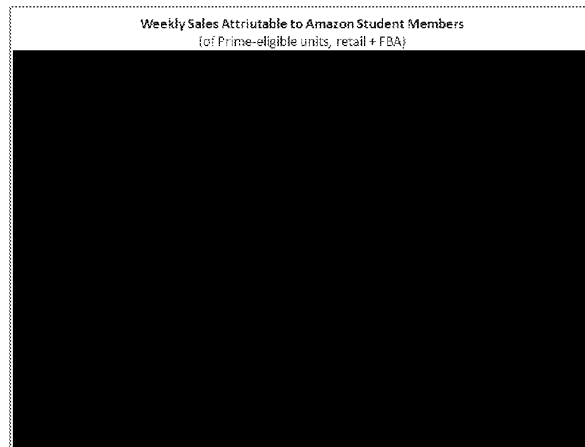 Weekly Sales Attriutable to Amazon Student Members
(of Prime-eligible units, retail + FBA)